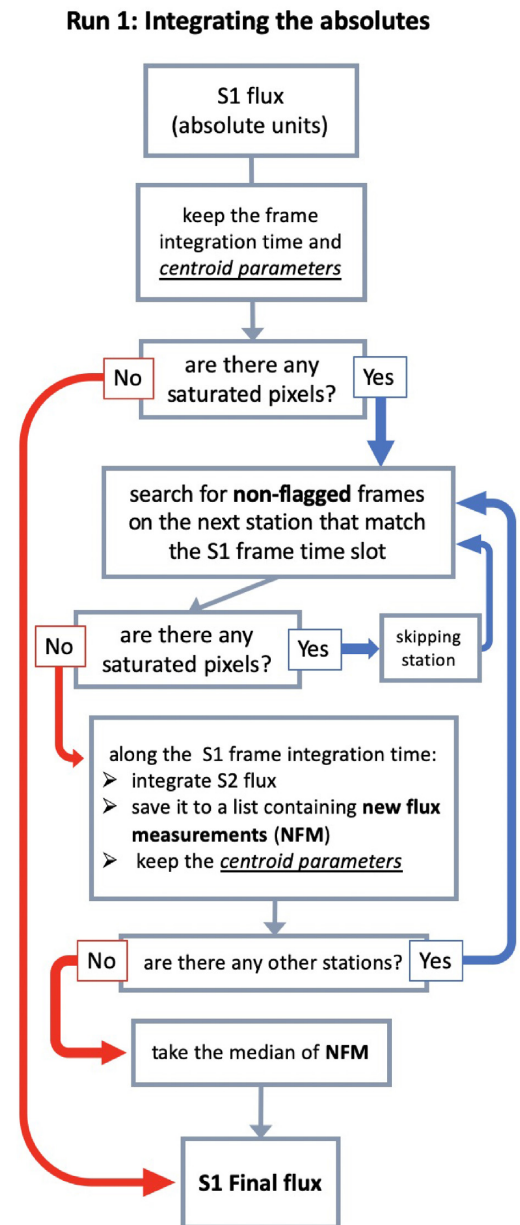 Run 1: Integrating the absolutes
S1 flux
(absolute units)
keep the frame
integration time and
centroid parameters
No
are there any
saturated pixels?
Yes
search for non-flagged frames
on the next station that match
the S1 frame time slot
No
are there any
saturated pixels?
Yes
skipping
station
along the  S1 frame integration time:
➢ integrate S2 flux
➢ save it to a list containing new flux
measurements (NFM)
➢ keep the centroid parameters
No
are there any other stations?
Yes
take the median of NFM
S1 Final flux